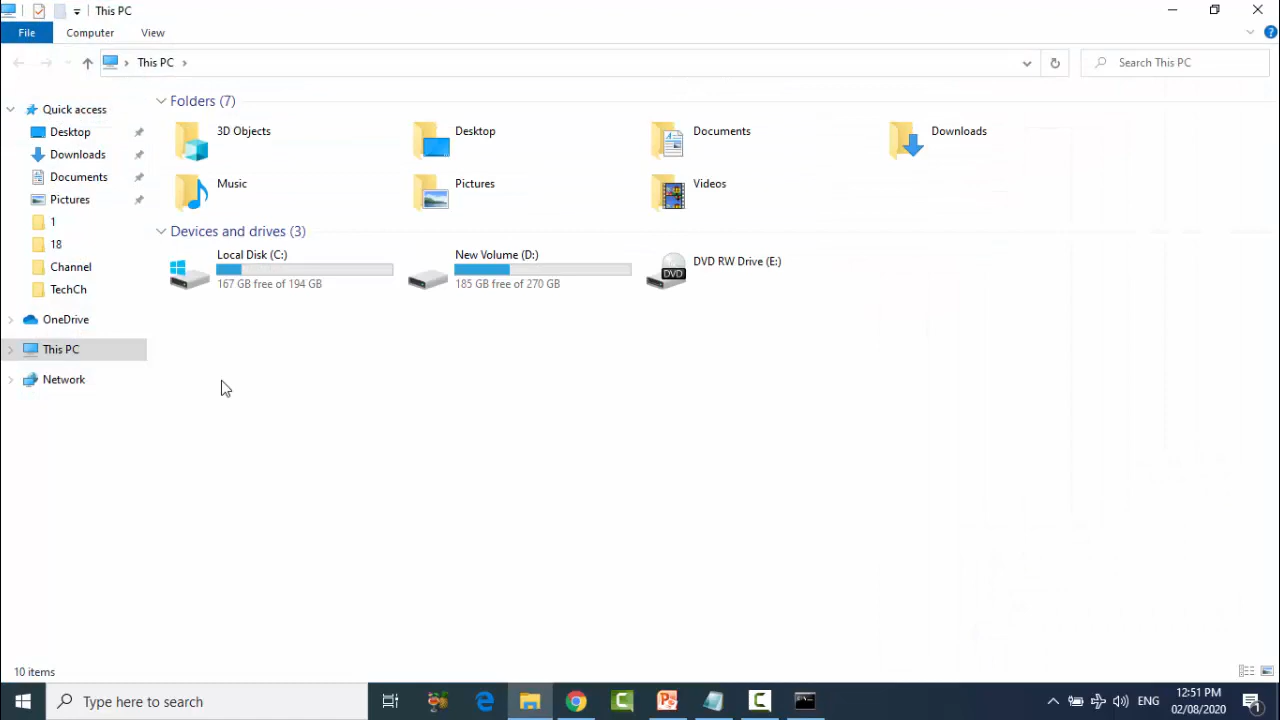 This PC
File Computer View
This PC
Search This PC
Quick access
Desktop
Downloads
Documents
Pictures
1
18
Channel
TechCh
OneDrive
This PC
Network
Folders (7)
3D Objects
Desktop
Documents
Downloads
Music
Pictures
Videos
Devices and drives (3)
Local Disk (C:)
167 GB free of 194 GB
New Volume (D:)
185 GB free of 270 GB
DVD RW Drive (E:)
DVD
10 items
Type here to search
ENG
12:51 PM
02/08/2020
1